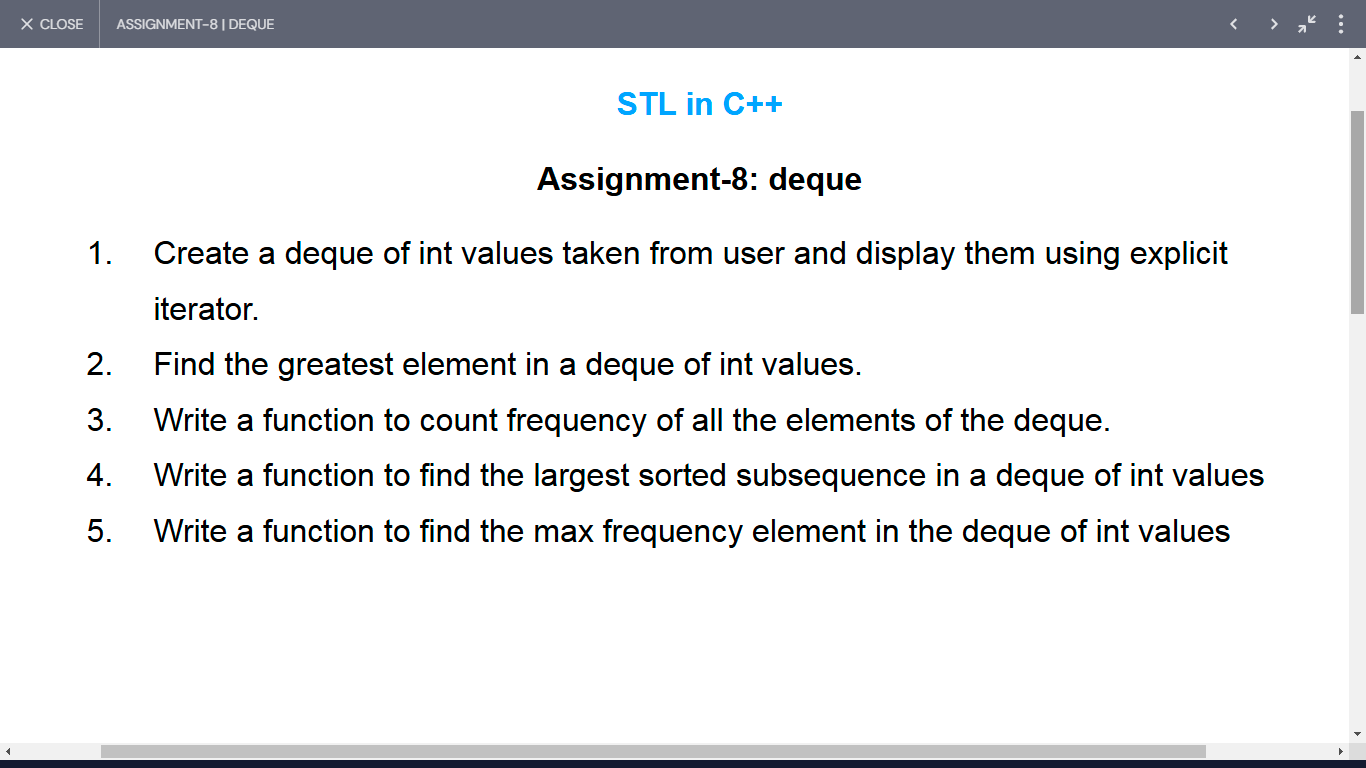 CLOSE
ASSIGNMENT-8 | DEQUE
STL in C++
Assignment-8: deque
1. Create a deque of int values taken from user and display them using explicit
iterator.
2. Find the greatest element in a deque of int values.
3. Write a function to count frequency of all the elements of the deque.
4. Write a function to find the largest sorted subsequence in a deque of int values
5. Write a function to find the max frequency element in the deque of int values